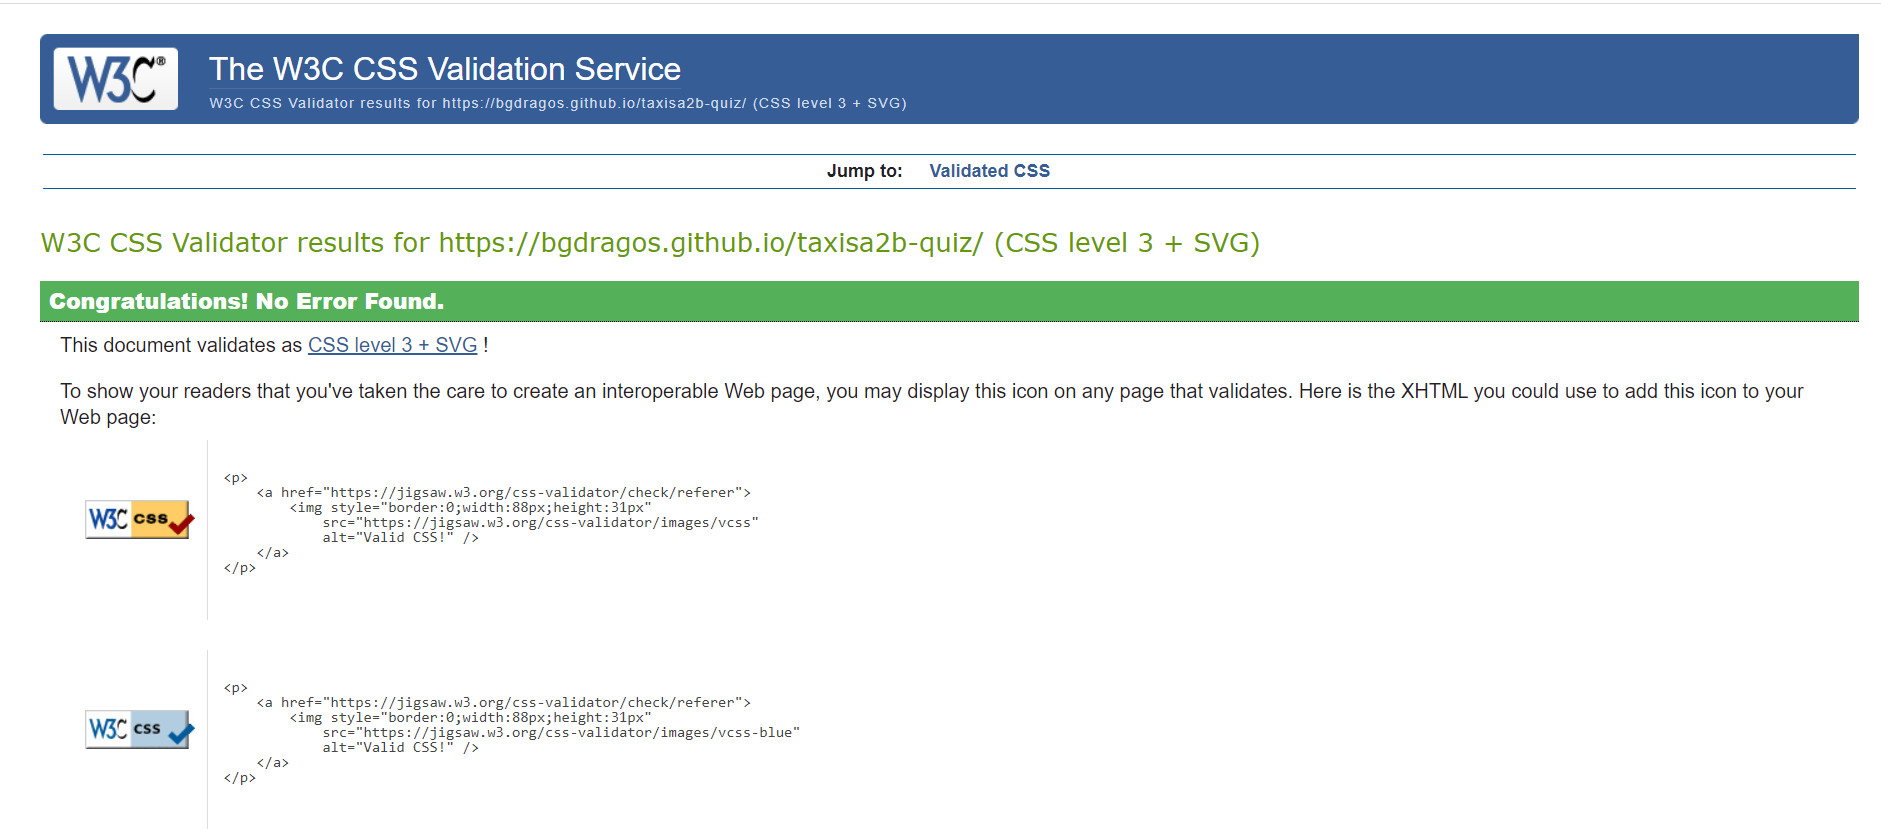 W3C®
The W3C CSS Validation Service
W3C CSS Validator results for https://bgdragos.github.io/taxisa2b-quiz/ (CSS level 3 + SVG)
Jump to: Validated CSS
W3C CSS Validator results for https://bgdragos.github.io/taxisa2b-quiz/ (CSS level 3 + SVG)
Congratulations! No Error Found.
This document validates as CSS level 3 + SVG !
To show your readers that you've taken the care to create an interoperable Web page, you may display this icon on any page that validates. Here is the XHTML you could use to add this icon to your
Web page:
W3C css
<p>
<a href="https://jigsaw.w3.org/css-validator/check/referer">
<img style="border:0;width:88px;height:31px"
src="https://jigsaw.w3.org/css-validator/images/vcss"
alt="Valid CSS!" />
</a>
</p>
W3C css
<p>
<a href="https://jigsaw.w3.org/css-validator/check/referer">
<img style="border:0;width:88px;height:31px"
src="https://jigsaw.w3.org/css-validator/images/vcss-blue"
alt="Valid CSS!" />
</a>
</p>